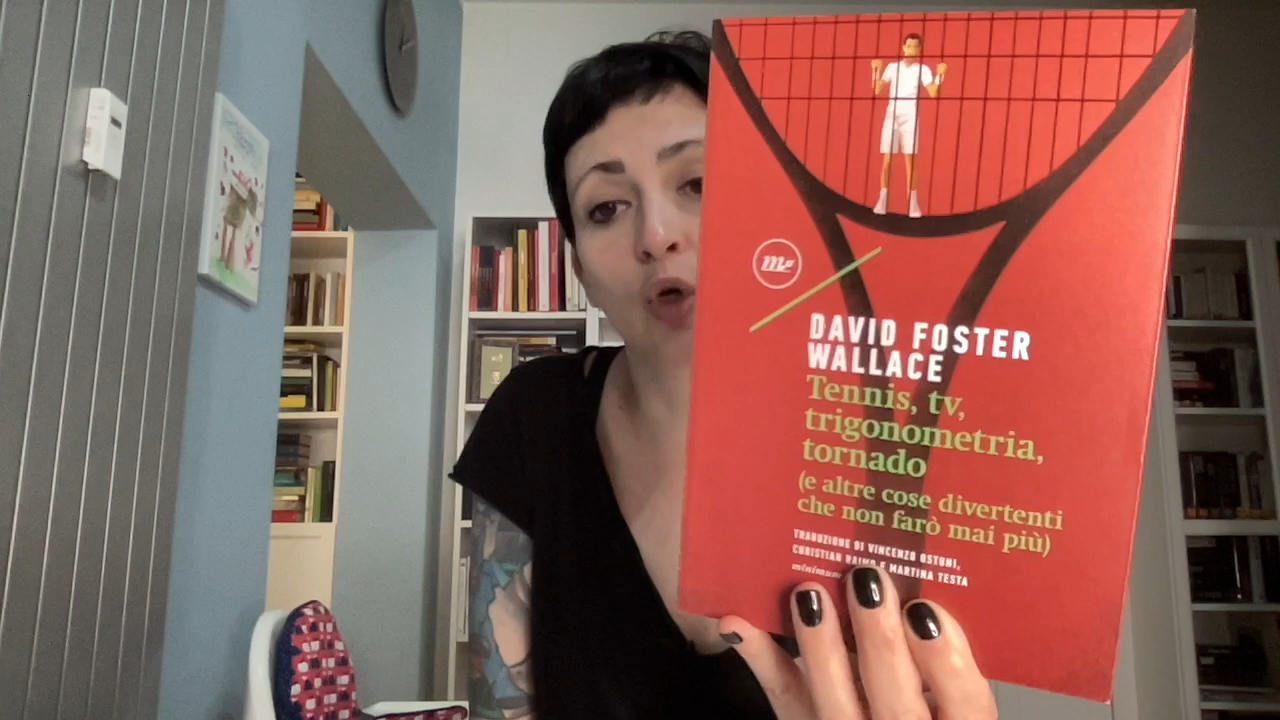 DAVID FOSTER
WALLACE
Tennis, tv,
trigonometria,
tornado
(e altre cose divertenti
che non farò mai più)
TRADUZIONE DI VINCENZO OSTUNI,
CHRISTIAN RAIMO E MARTINA TESTA